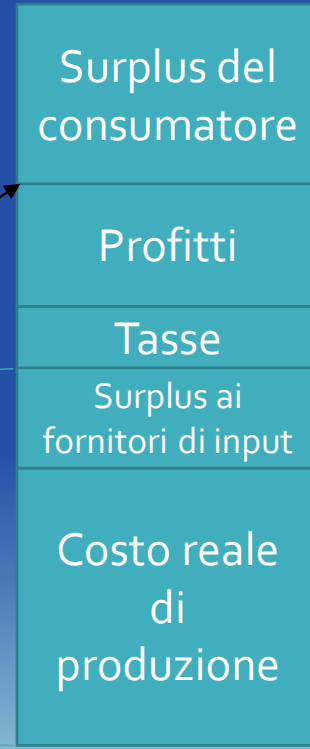 Surplus del
consumatore
Profitti
Tasse
Surplus ai
fornitori di input
Costo reale
di
produzione